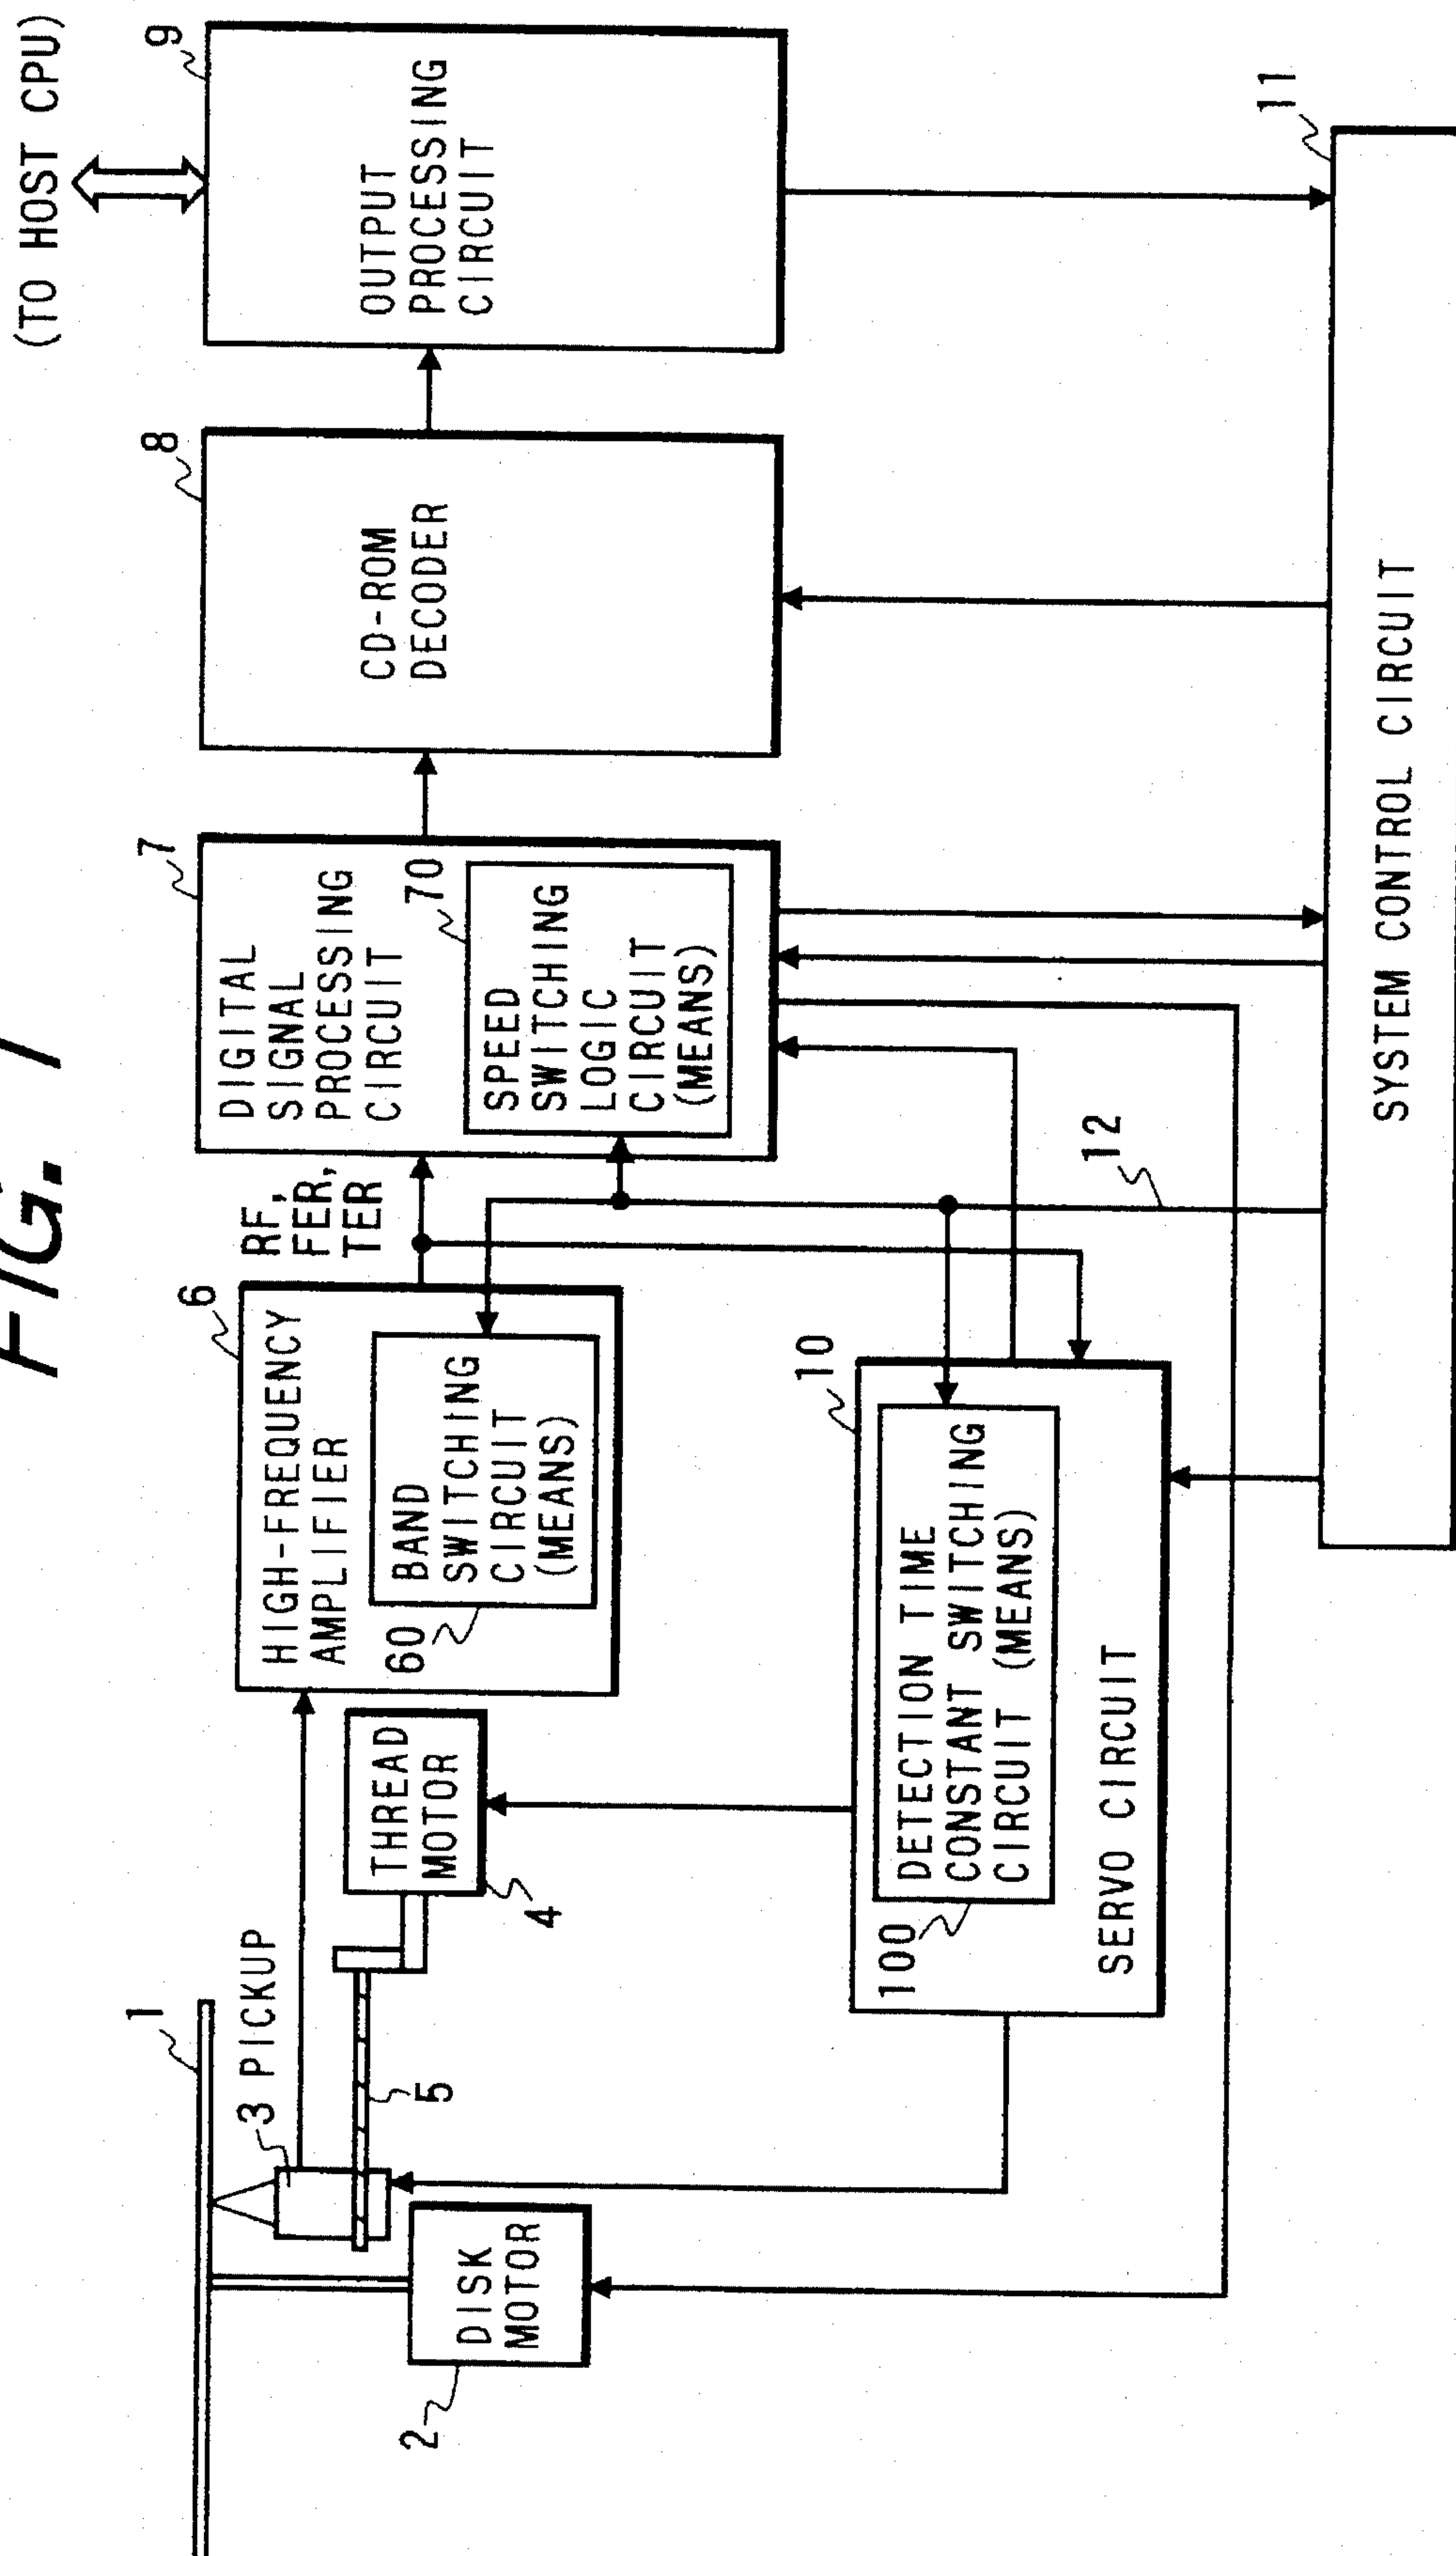 FIG. 1
(TO HOST CPU)
1
3 PICKUP
5
THREAD
MOTOR
4
DISK
MOTOR
2
6
HIGH-FREQUENCY
AMPLIFIER
60
BAND
SWITCHING
CIRCUIT
(MEANS)
RF,
FER,
TER
7
DIGITAL
SIGNAL
PROCESSING
CIRCUIT
70
SPEED
SWITCHING
LOGIC
CIRCUIT
(MEANS)
8
CD-ROM
DECODER
9
OUTPUT
PROCESSING
CIRCUIT
10
100
DETECTION TIME
CONSTANT SWITCHING
CIRCUIT (MEANS)
SERVO CIRCUIT
12
11
SYSTEM CONTROL CIRCUIT